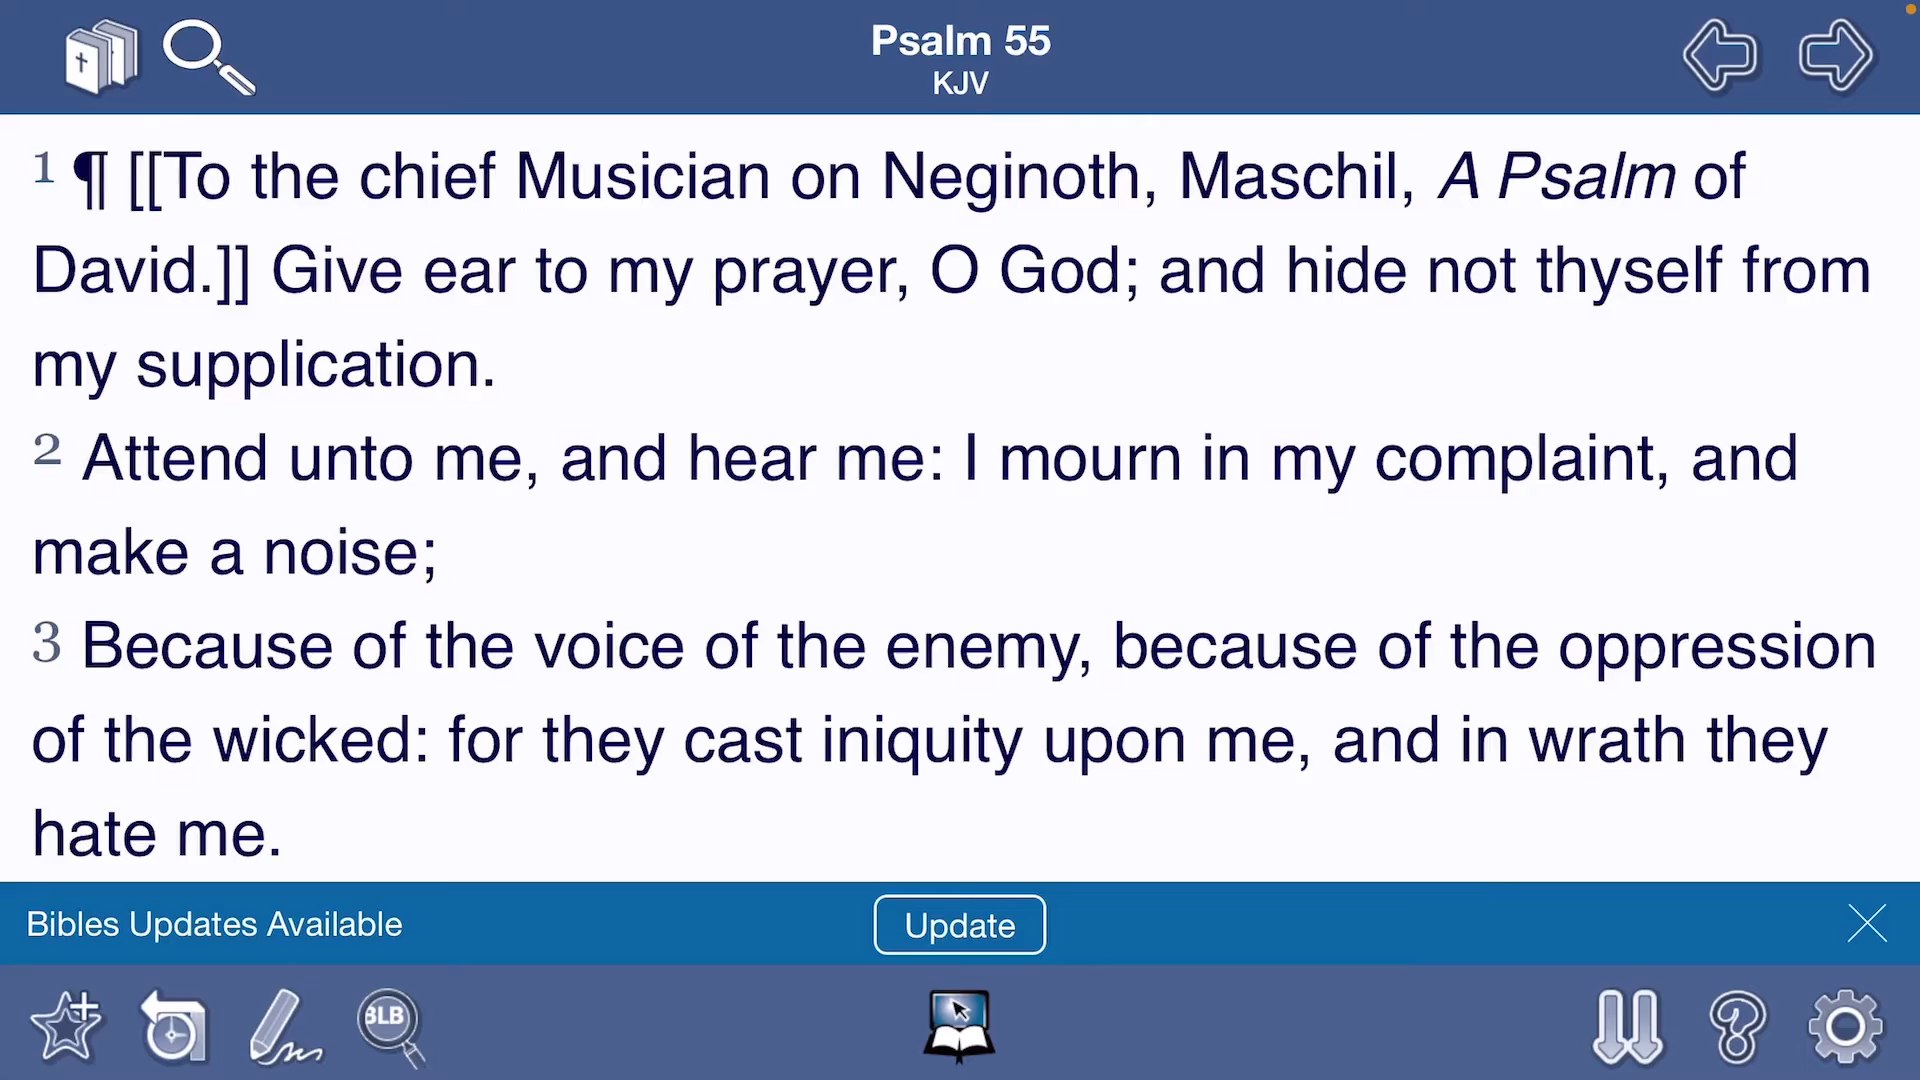 Psalm 55
KJV
1 ¶ [[To the chief Musician on Neginoth, Maschil, A Psalm of
David.]] Give ear to my prayer, O God; and hide not thyself from
my supplication.
2 Attend unto me, and hear me: I mourn in my complaint, and
make a noise;
3 Because of the voice of the enemy, because of the oppression
of the wicked: for they cast iniquity upon me, and in wrath they
hate me.
Bibles Updates Available
Update
BLB